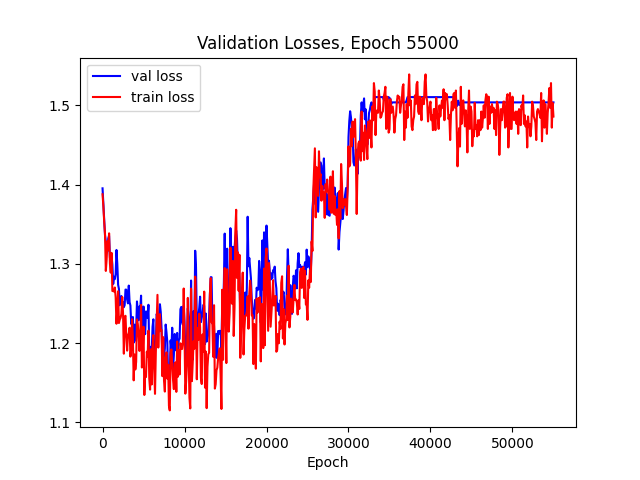 Validation Losses, Epoch 55000
val loss
train loss
1.5
1.4
1.3
1.2
1.1
0 10000 20000 30000 40000 50000
Epoch